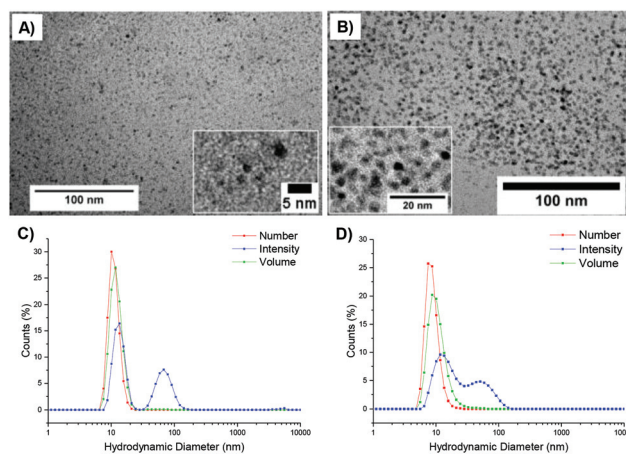 A)
100 nm
5 nm
B)
20 nm
100 nm
C)
Number
Intensity
Volume
Counts (%)
30
25
20
15
10
5
0
1 10 100 1000 10000
Hydrodynamic Diameter (nm)
D)
Number
Intensity
Volume
Counts (%)
30
25
20
15
10
5
0
1 10 100 1000 1000
Hydrodynamic Diameter (nm)